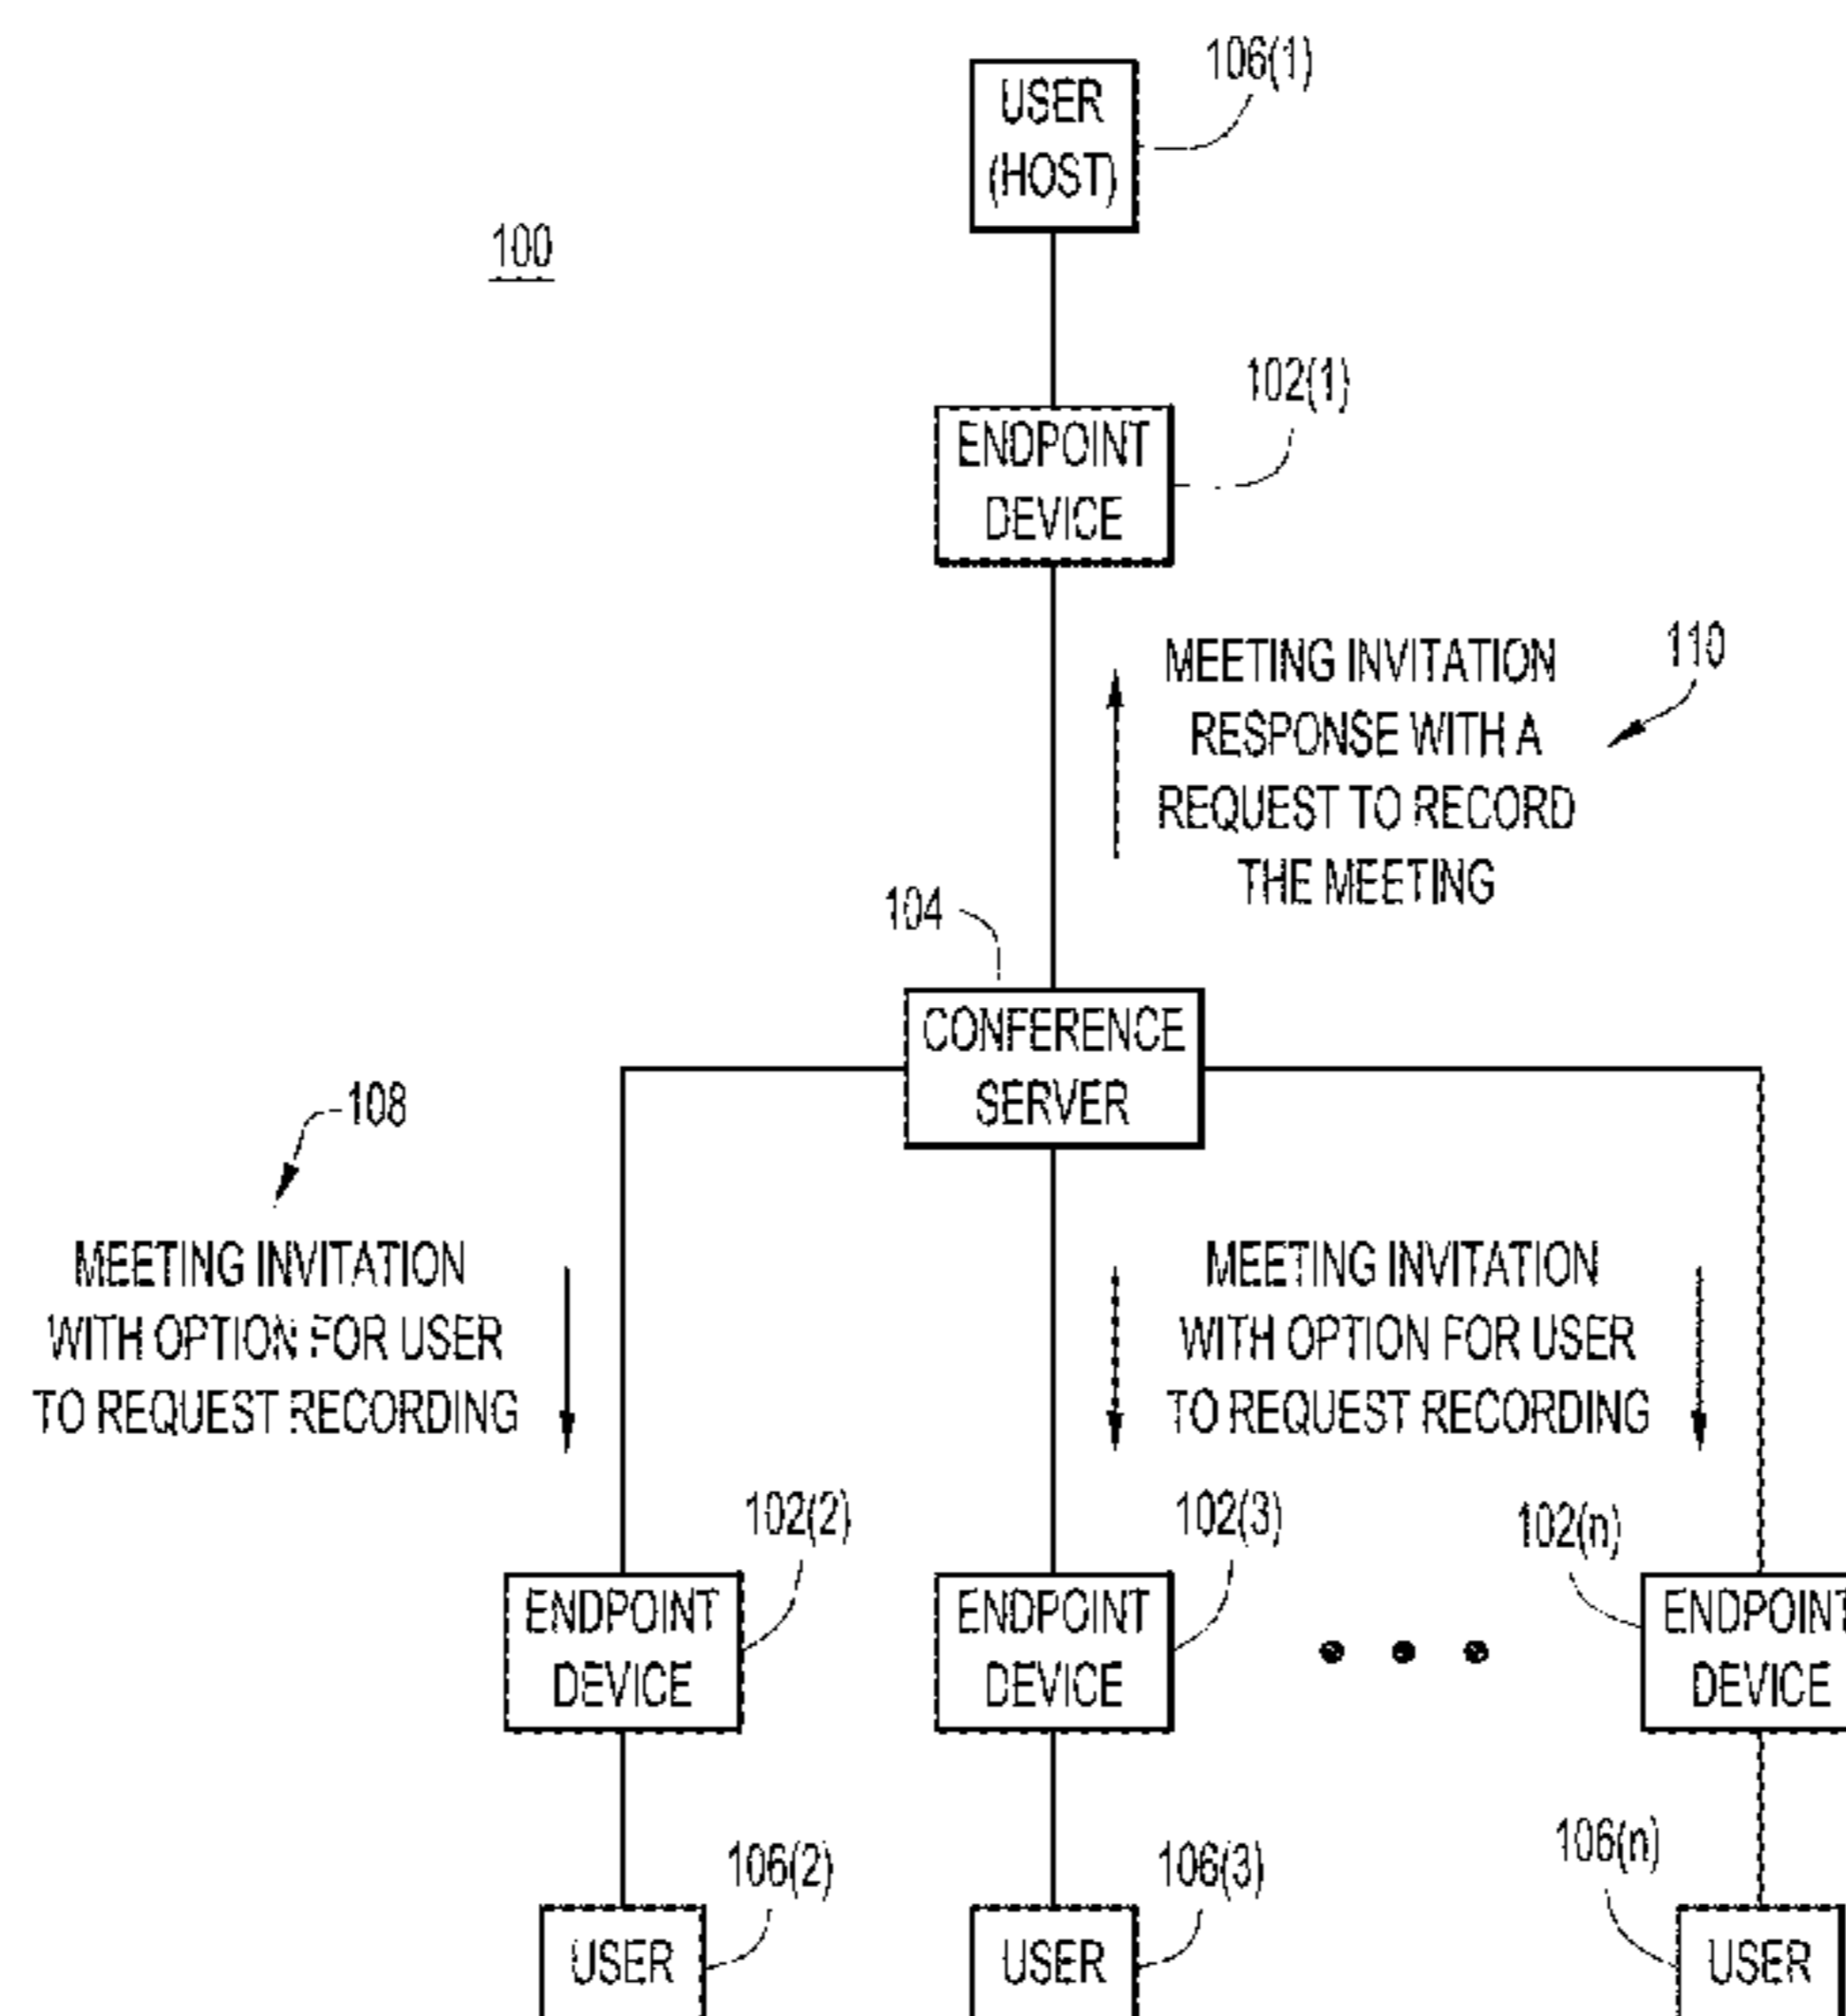 106(1)
USER
(HOST)
100
102(1)
ENDPOINT
DEVICE
110
MEETING INVITATION
RESPONSE WITH A
REQUEST TO RECORD
THE MEETING
104
CONFERENCE
SERVER
108
MEETING INVITATION
WITH OPTION FOR USER
TO REQUEST RECORDING
MEETING INVITATION
WITH OPTION FOR USER
TO REQUEST RECORDING
102(2)
102(3)
102(n)
ENDPOINT
DEVICE
ENDPOINT
DEVICE
ENDPOINT
DEVICE
106(2)
106(3)
106(n)
USER
USER
USER